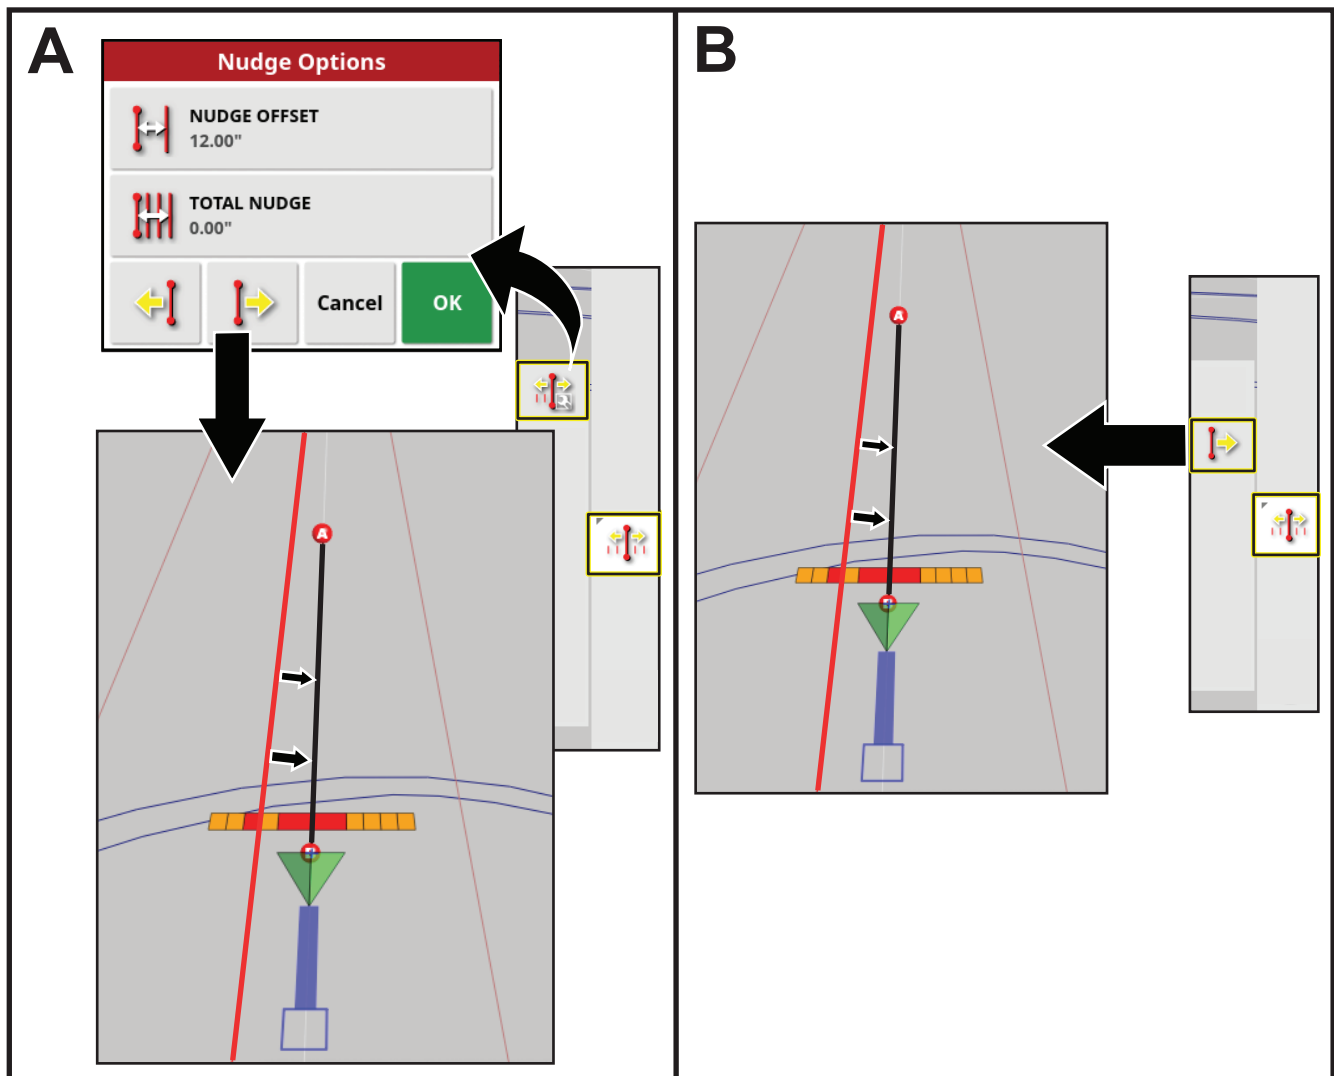 A
Nudge Options
NUDGE OFFSET
12.00"
TOTAL NUDGE
0.00"
Cancel
OK
A
B
A